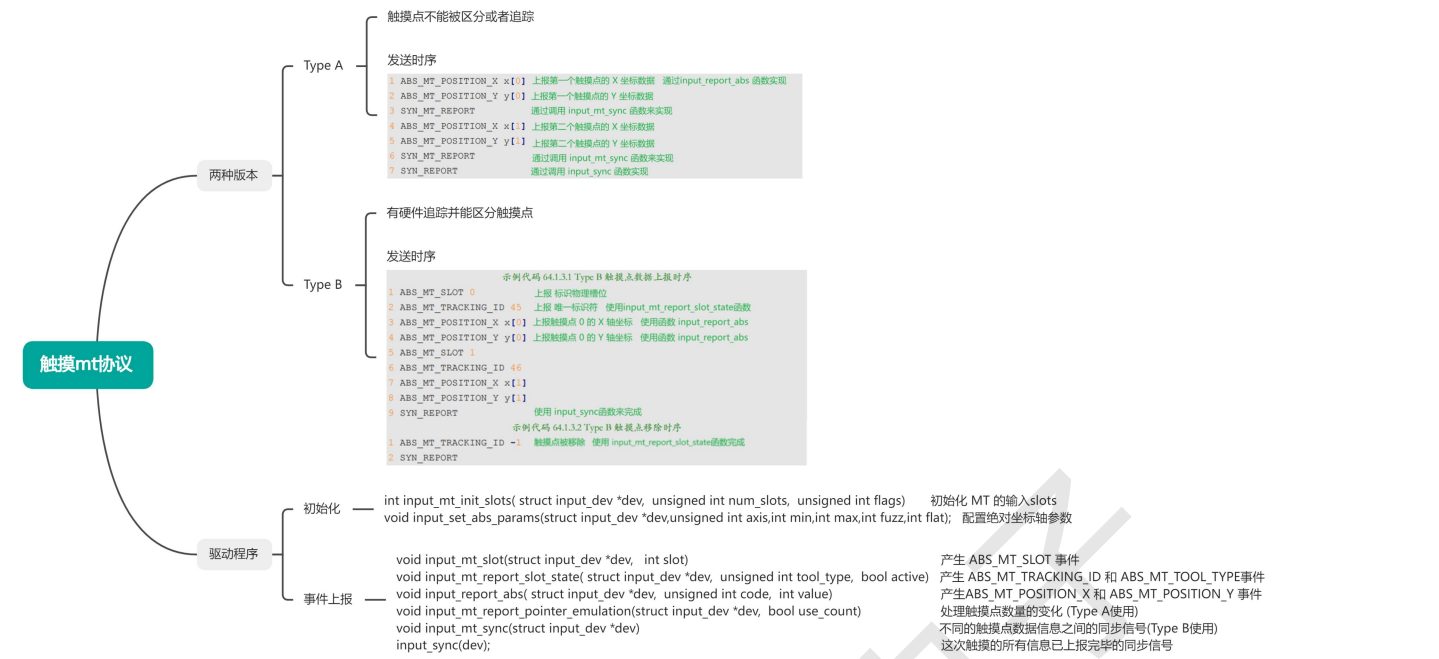 触摸mt协议
两种版本
Type A
触摸点不能被区分或者追踪
发送时序
1 ABS_MT_POSITION_X x[0] 上报第一个触摸点的 X 坐标数据 通过input_report_abs 函数实现
2 ABS_MT_POSITION_Y y[0] 上报第一个触摸点的 Y 坐标数据
3 SYN_MT_REPORT 通过调用 input_mt_sync 函数来实现
4 ABS_MT_POSITION_X x[1] 上报第二个触摸点的 X 坐标数据
5 ABS_MT_POSITION_Y y[1] 上报第二个触摸点的 Y 坐标数据
6 SYN_MT_REPORT 通过调用 input_mt_sync 函数来实现
7 SYN_REPORT 通过调用 input_sync 函数实现
Type B
有硬件追踪并能区分触摸点
发送时序
示例代码 64.1.3.1 Type B 触摸点数据上报时序
1 ABS_MT_SLOT 0 上报 标识物理槽位
2 ABS_MT_TRACKING_ID 45 上报 唯一标识符 使用input_mt_report_slot_state函数
3 ABS_MT_POSITION_X x[0] 上报触摸点 0 的 X 轴坐标 使用函数 input_report_abs
4 ABS_MT_POSITION_Y y[0] 上报触摸点 0 的 Y 轴坐标 使用函数 input_report_abs
5 ABS_MT_SLOT 1
6 ABS_MT_TRACKING_ID 46
7 ABS_MT_POSITION_X x[1]
8 ABS_MT_POSITION_Y y[1]
9 SYN_REPORT 使用 input_sync函数来完成
示例代码 64.1.3.2 Type B 触摸点移除时序
1 ABS_MT_TRACKING_ID -1 触摸点被移除 使用 input_mt_report_slot_state函数完成
2 SYN_REPORT
驱动程序
初始化
int input_mt_init_slots( struct input_dev *dev, unsigned int num_slots, unsigned int flags) 初始化 MT 的输入slots
void input_set_abs_params(struct input_dev *dev,unsigned int axis,int min,int max,int fuzz,int flat); 配置绝对坐标轴参数
事件上报
void input_mt_slot(struct input_dev *dev, int slot) 产生 ABS_MT_SLOT 事件
void input_mt_report_slot_state( struct input_dev *dev, unsigned int tool_type, bool active) 产生 ABS_MT_TRACKING_ID 和 ABS_MT_TOOL_TYPE事件
void input_report_abs( struct input_dev *dev, unsigned int code, int value) 产生ABS_MT_POSITION_X 和 ABS_MT_POSITION_Y 事件
void input_mt_report_pointer_emulation(struct input_dev *dev, bool use_count) 处理触摸点数量的变化 (Type A使用)
void input_mt_sync(struct input_dev *dev) 不同的触摸点数据信息之间的同步信号(Type B使用)
input_sync(dev); 这次触摸的所有信息已上报完毕的同步信号